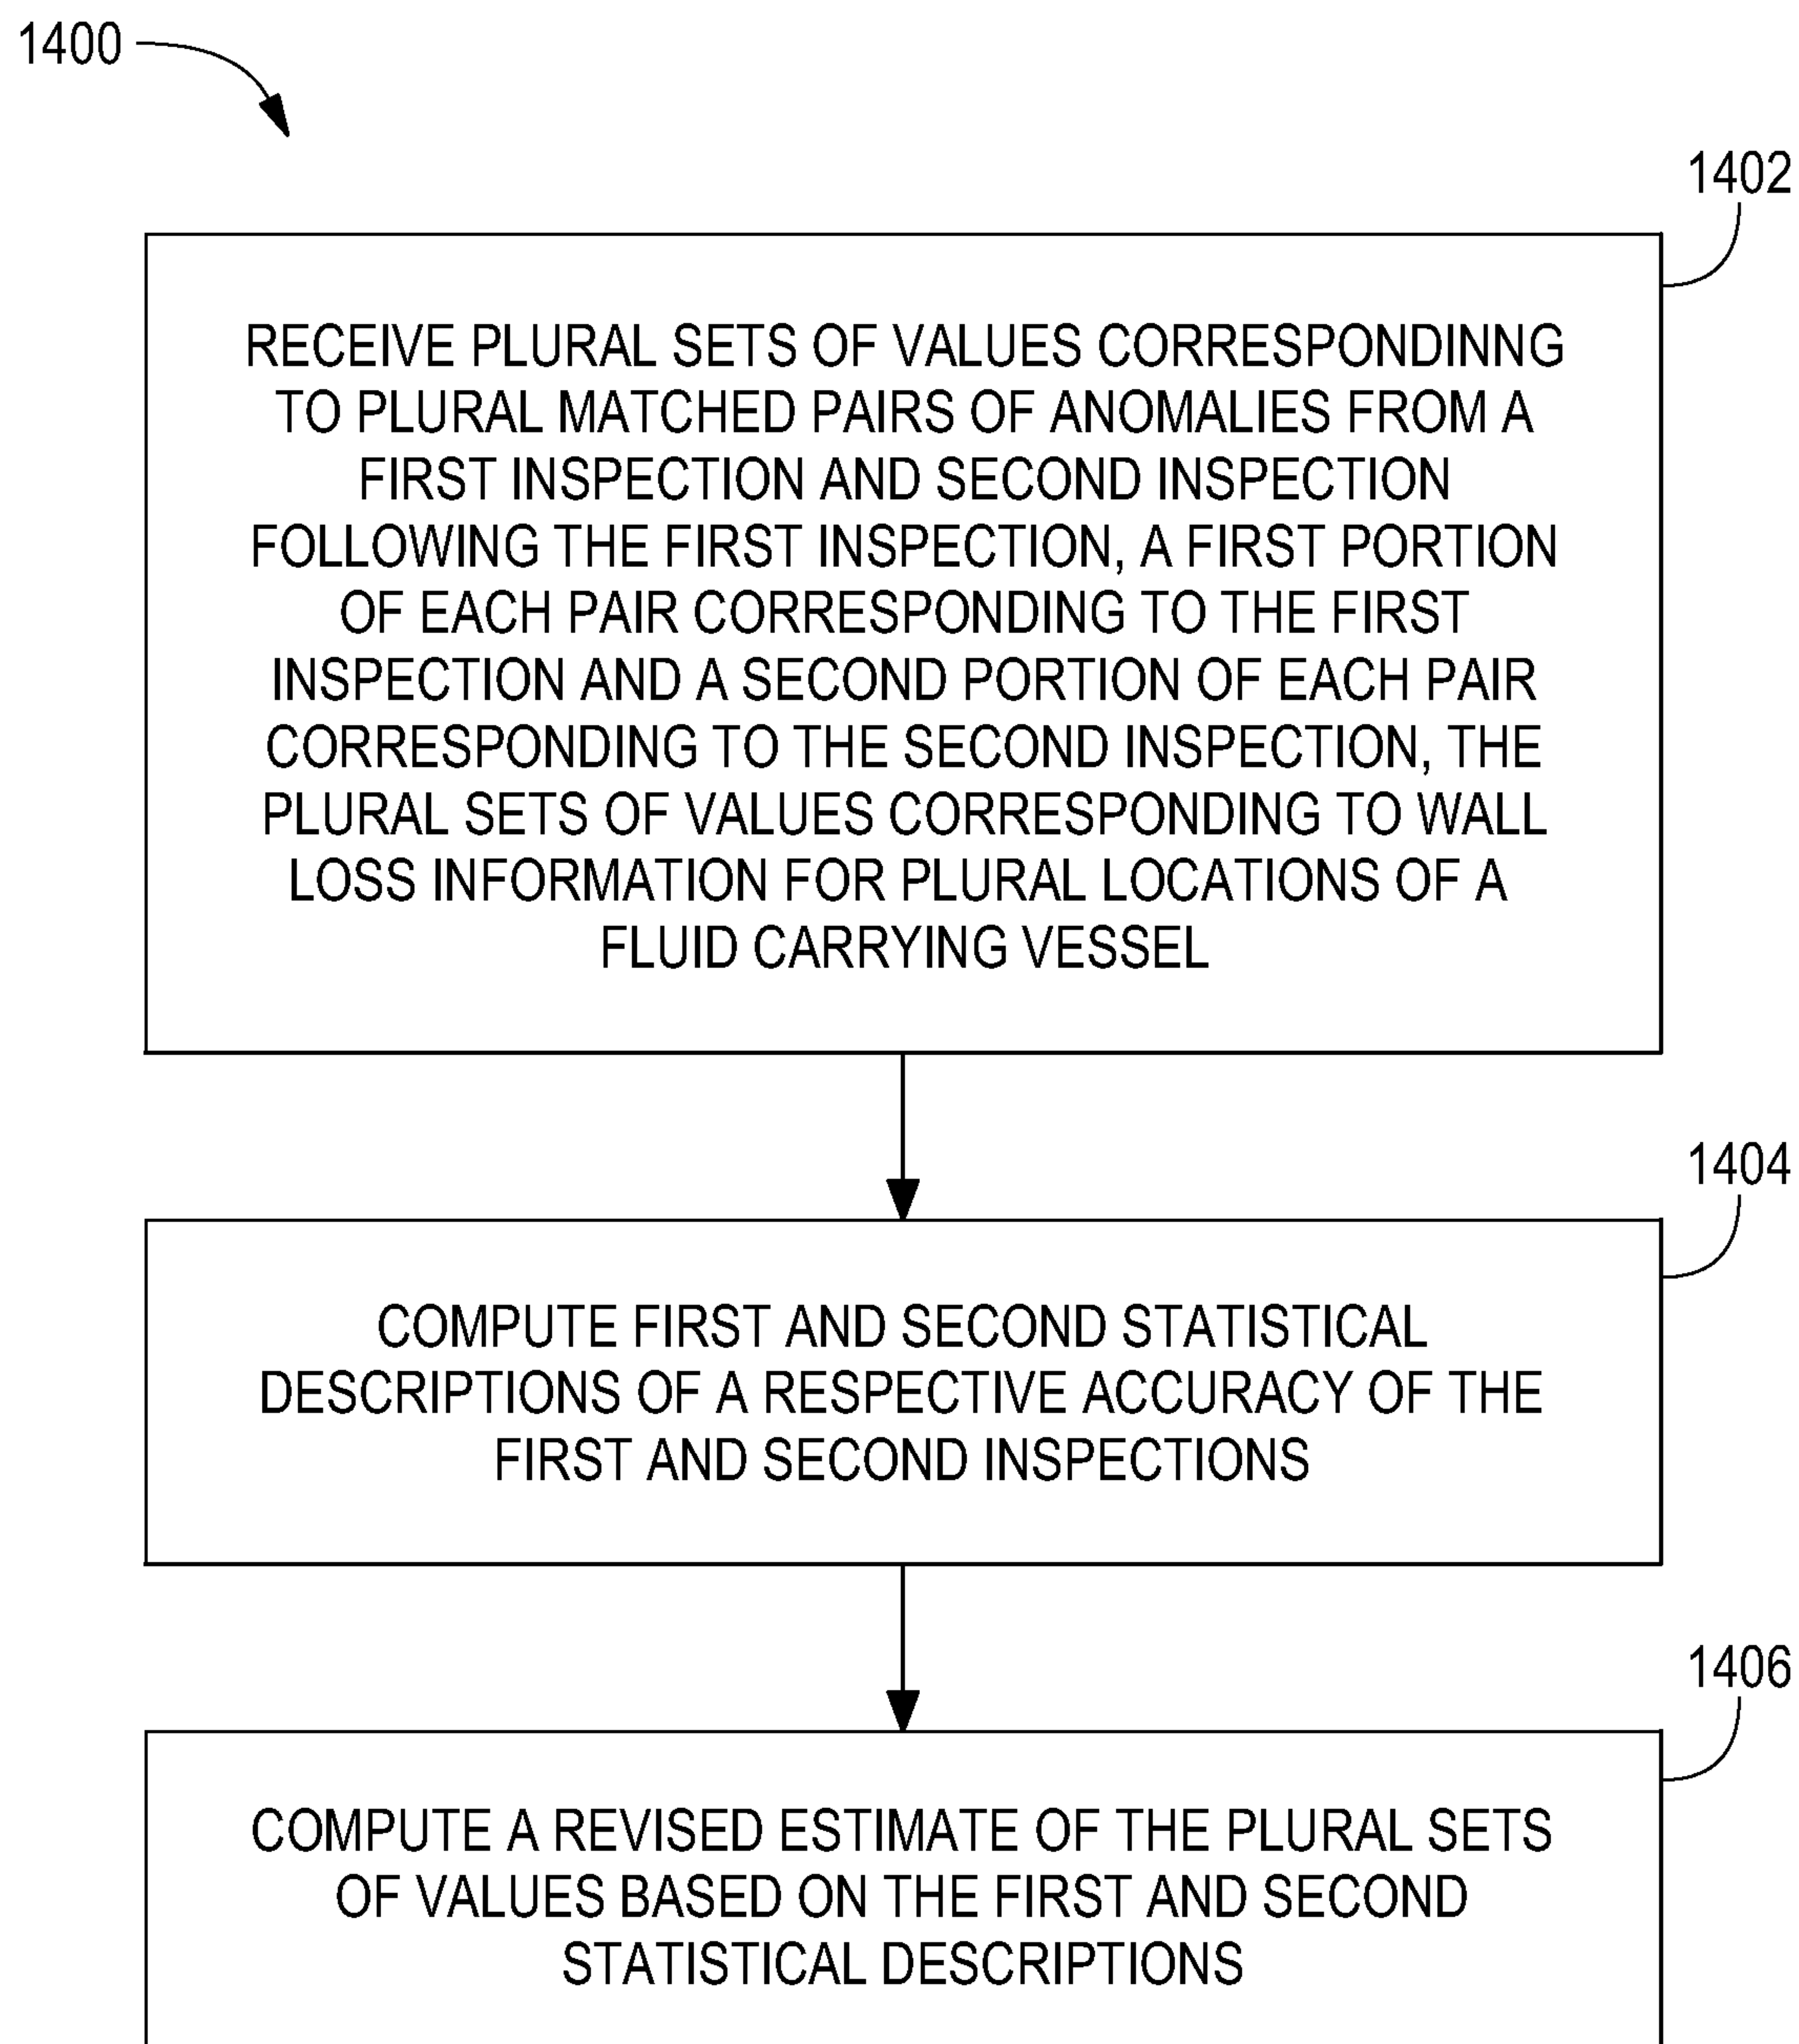 1400
1402
RECEIVE PLURAL SETS OF VALUES CORRESPONDINNG
TO PLURAL MATCHED PAIRS OF ANOMALIES FROM A
FIRST INSPECTION AND SECOND INSPECTION
FOLLOWING THE FIRST INSPECTION, A FIRST PORTION
OF EACH PAIR CORRESPONDING TO THE FIRST
INSPECTION AND A SECOND PORTION OF EACH PAIR
CORRESPONDING TO THE SECOND INSPECTION, THE
PLURAL SETS OF VALUES CORRESPONDING TO WALL
LOSS INFORMATION FOR PLURAL LOCATIONS OF A
FLUID CARRYING VESSEL
1404
COMPUTE FIRST AND SECOND STATISTICAL
DESCRIPTIONS OF A RESPECTIVE ACCURACY OF THE
FIRST AND SECOND INSPECTIONS
1406
COMPUTE A REVISED ESTIMATE OF THE PLURAL SETS
OF VALUES BASED ON THE FIRST AND SECOND
STATISTICAL DESCRIPTIONS